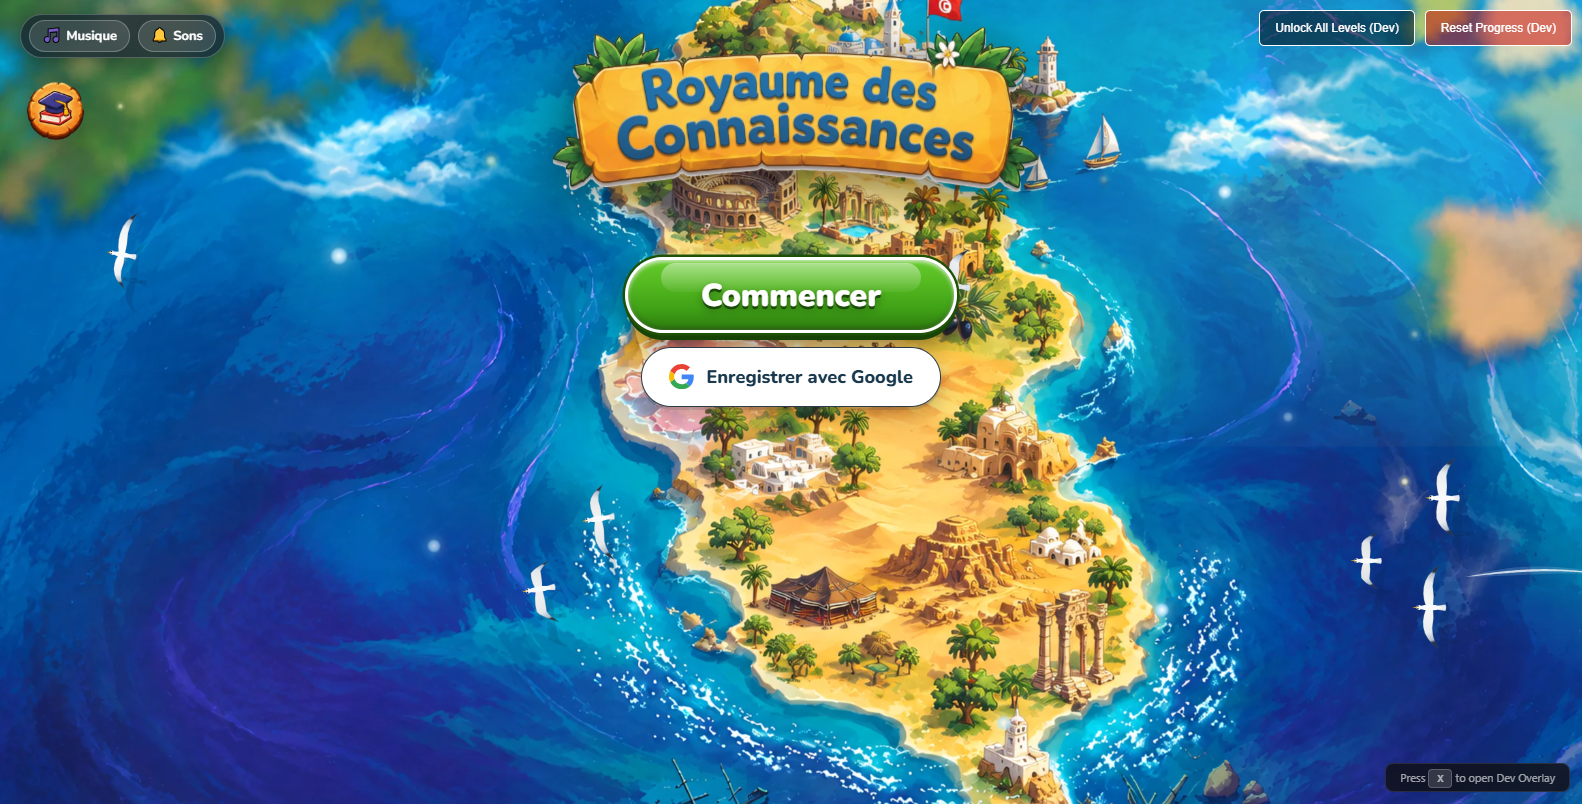 Musique
Sons
Unlock All Levels (Dev)
Reset Progress (Dev)
Royaume des
Connaissances
Commencer
Enregistrer avec Google
Press X to open Dev Overlay